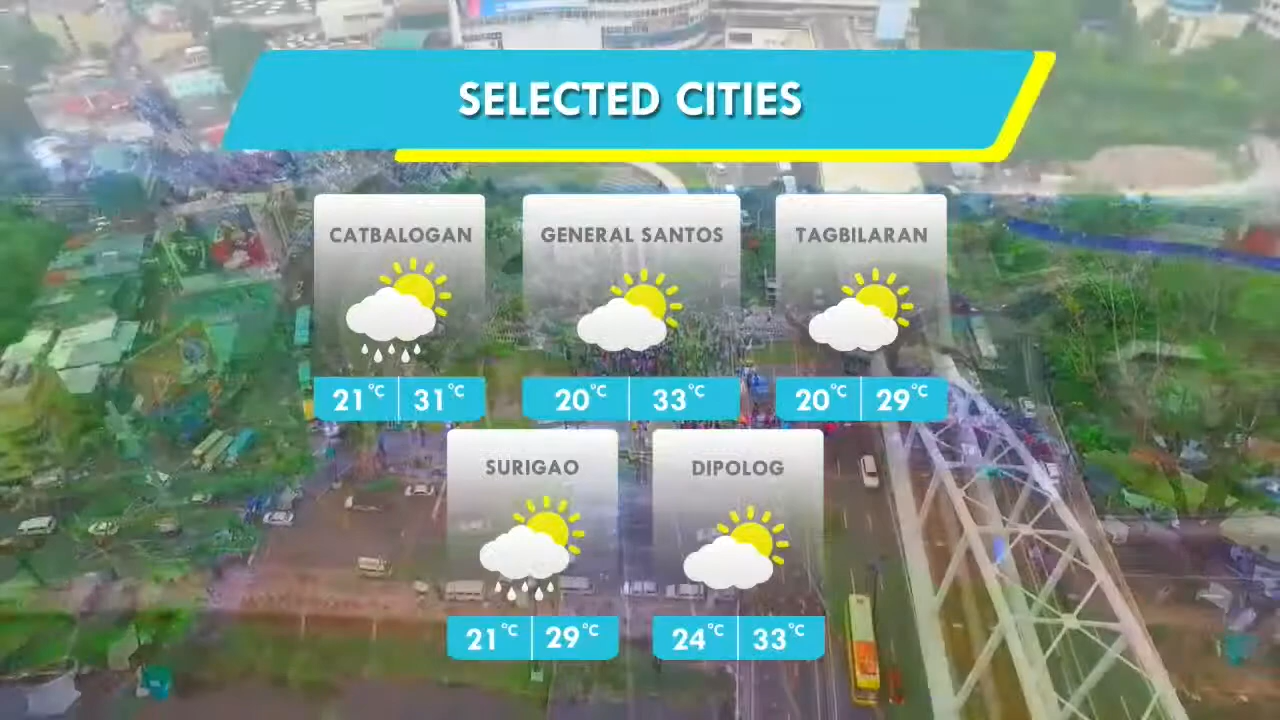 SELECTED CITIES
CATBALOGAN
21°C 31°C
GENERAL SANTOS
20°C 33°C
TAGBILARAN
20°C 29°C
SURIGAO
21°C 29°C
DIPOLOG
24°C 33°C